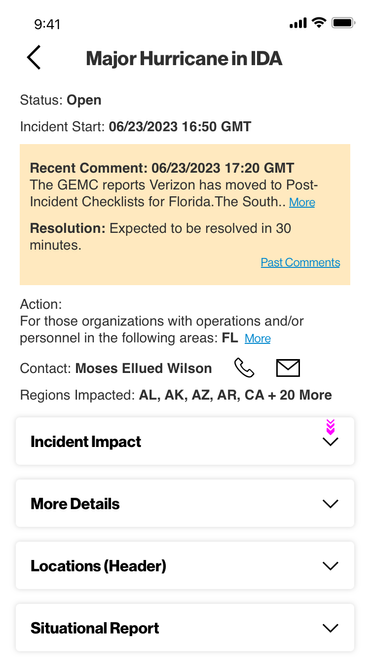 9:41
Major Hurricane in IDA
Status: Open
Incident Start: 06/23/2023 16:50 GMT
Recent Comment: 06/23/2023 17:20 GMT
The GEMC reports Verizon has moved to Post-
Incident Checklists for Florida.The South.. More
Resolution: Expected to be resolved in 30
minutes.
Past Comments
Action:
For those organizations with operations and/or
personnel in the following areas: FL More
Contact: Moses Ellued Wilson
Regions Impacted: AL, AK, AZ, AR, CA + 20 More
Incident Impact
More Details
Locations (Header)
Situational Report